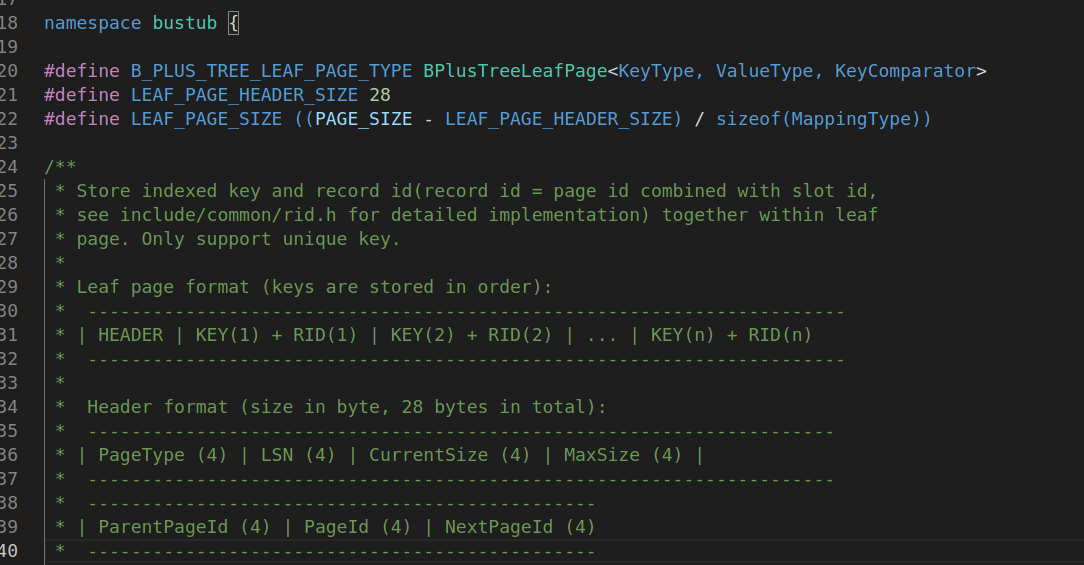 17
18 namespace bustub {
19
20 #define B_PLUS_TREE_LEAF_PAGE_TYPE BPlusTreeLeafPage<KeyType, ValueType, KeyComparator>
21 #define LEAF_PAGE_HEADER_SIZE 28
22 #define LEAF_PAGE_SIZE ((PAGE_SIZE - LEAF_PAGE_HEADER_SIZE) / sizeof(MappingType))
23
24 /**
25 * Store indexed key and record id(record id = page id combined with slot id,
26 * see include/common/rid.h for detailed implementation) together within leaf
27 * page. Only support unique key.
28 *
29 * Leaf page format (keys are stored in order):
30 * ----------------------------------------------------------------------
31 * | HEADER | KEY(1) + RID(1) | KEY(2) + RID(2) | ... | KEY(n) + RID(n)
32 * ----------------------------------------------------------------------
33 *
34 * Header format (size in byte, 28 bytes in total):
35 * ---------------------------------------------------------------------
36 * | PageType (4) | LSN (4) | CurrentSize (4) | MaxSize (4) |
37 * ---------------------------------------------------------------------
38 * -----------------------------------------------
39 * | ParentPageId (4) | PageId (4) | NextPageId (4)
40 * -----------------------------------------------